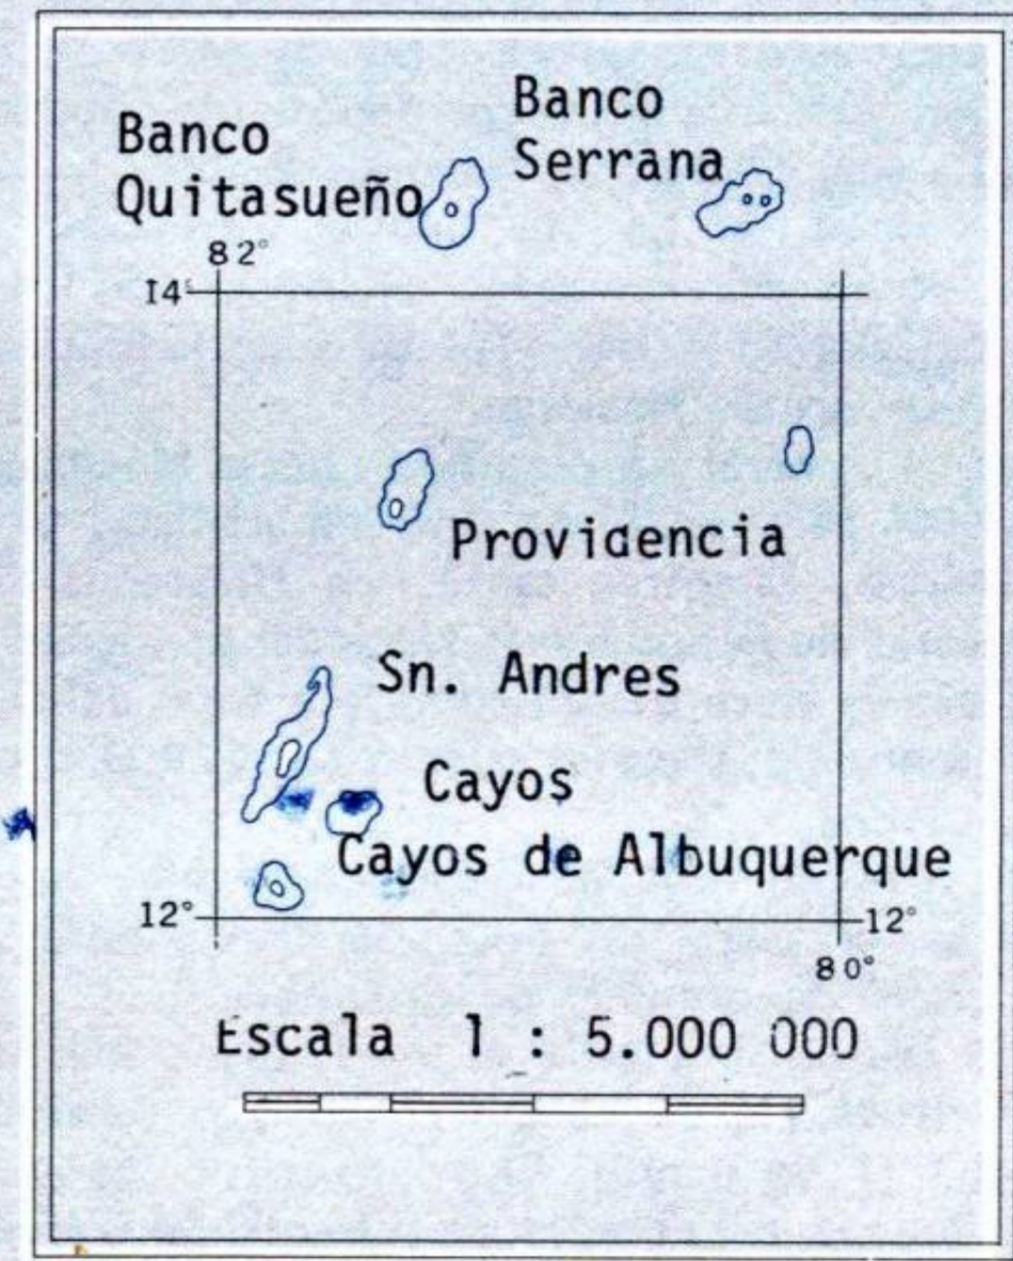 Banco
Serrana
Banco
Quitasueño
82°
14°
Providencia
Sn. Andres
Cayos
Cayos de Albuquerque
12°
12°
80°
Escala 1 : 5.000 000